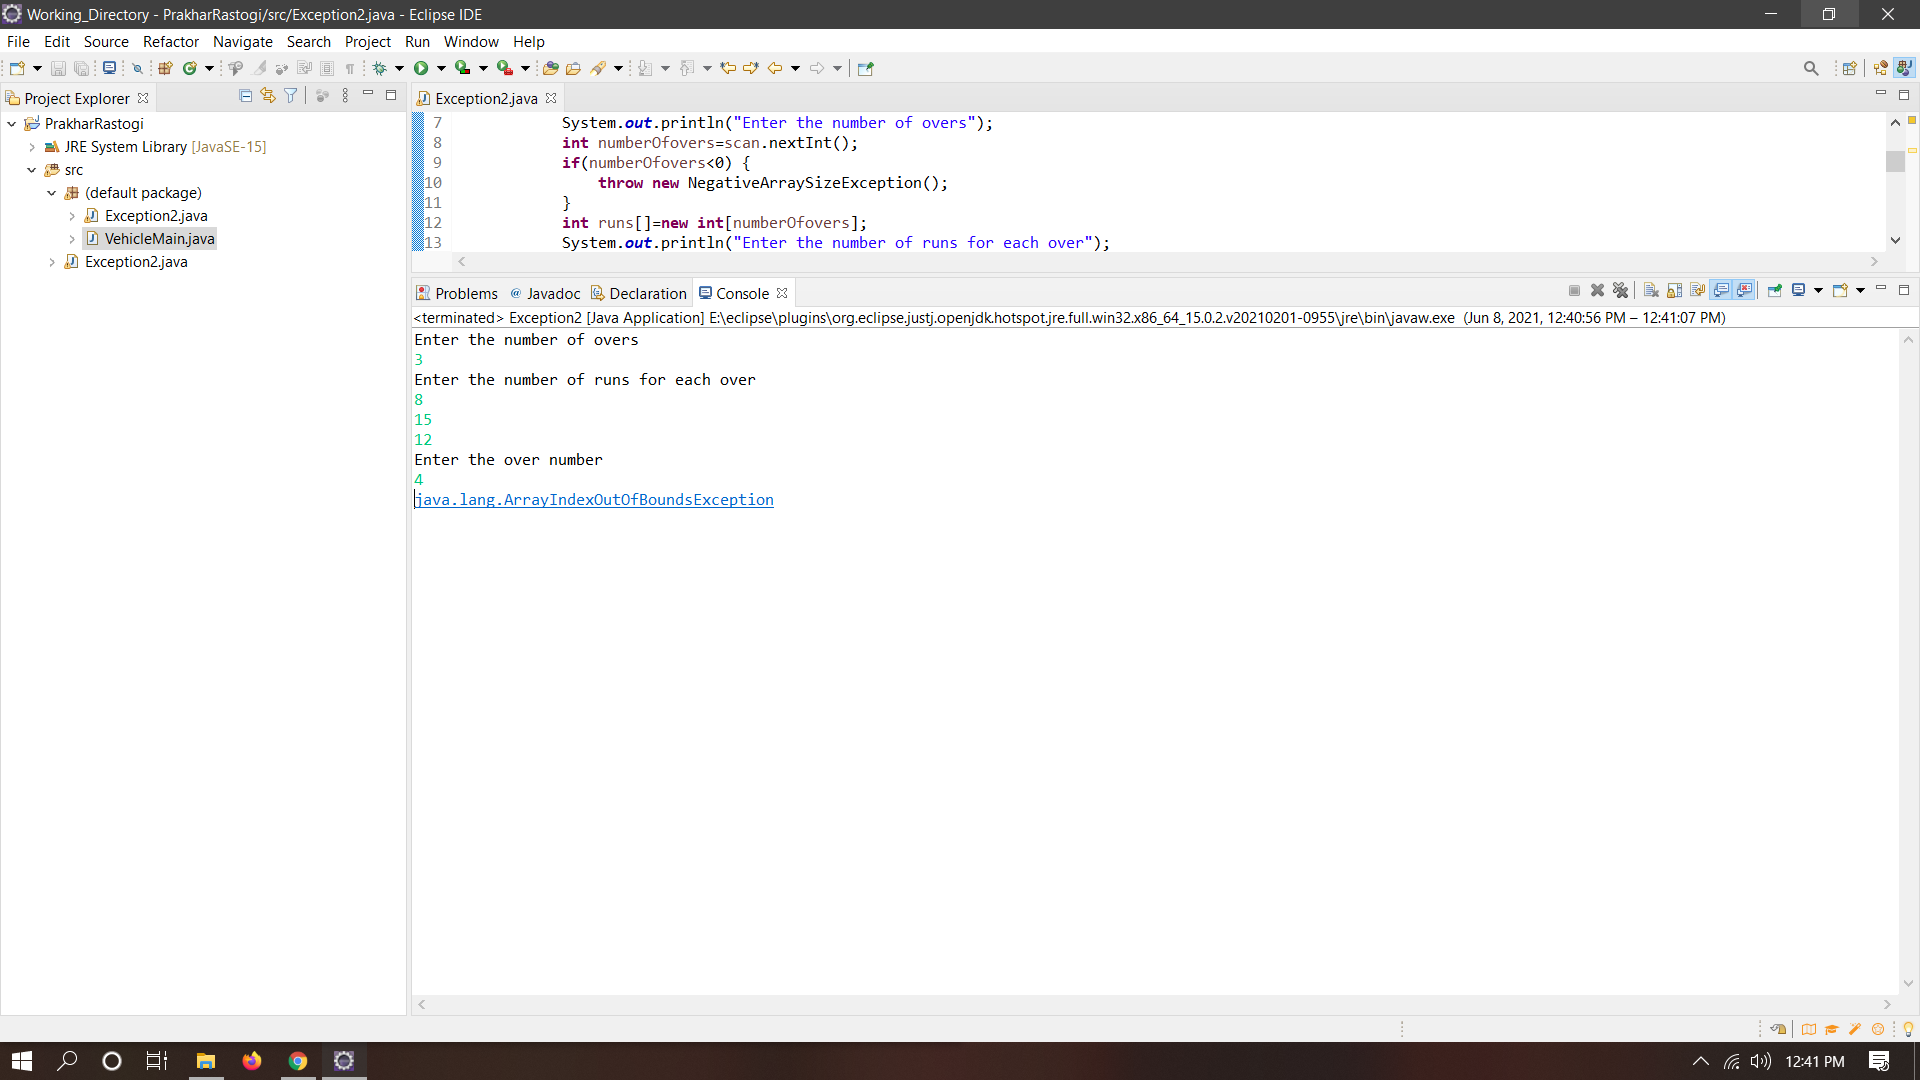 Working_Directory - PrakharRastogi/src/Exception2.java - Eclipse IDE
File Edit Source Refactor Navigate Search Project Run Window Help
Project Explorer
PrakharRastogi
JRE System Library [JavaSE-15]
src
(default package)
Exception2.java
VehicleMain.java
Exception2.java
Exception2.java
7 System.out.println("Enter the number of overs");
8 int numberOfovers=scan.nextInt();
9 if(numberOfovers<0) {
10 throw new NegativeArraySizeException();
11 }
12 int runs[]=new int[numberOfovers];
13 System.out.println("Enter the number of runs for each over");
Problems @ Javadoc Declaration Console
<terminated> Exception2 [Java Application] E:\eclipse\plugins\org.eclipse.justj.openjdk.hotspot.jre.full.win32.x86_64_15.0.2.v20210201-0955\jre\bin\javaw.exe (Jun 8, 2021, 12:40:56 PM – 12:41:07 PM)
Enter the number of overs
3
Enter the number of runs for each over
8
15
12
Enter the over number
4
java.lang.ArrayIndexOutOfBoundsException
12:41 PM